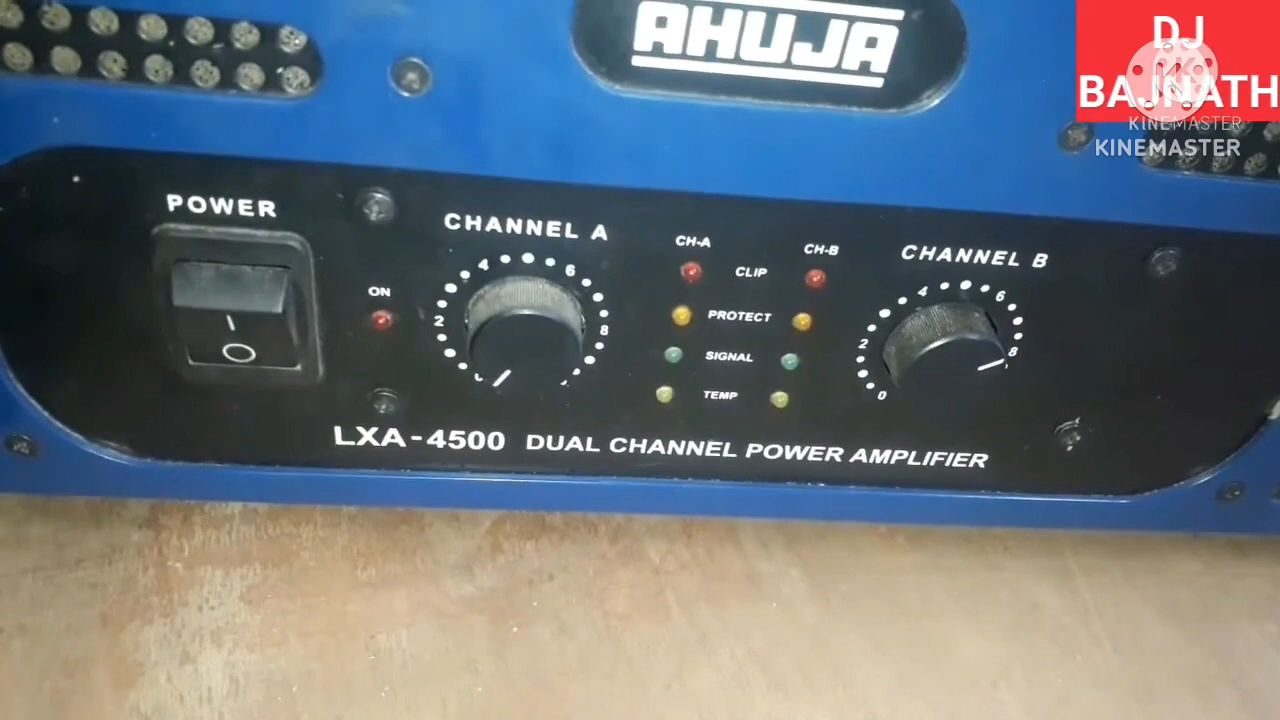 AHUJA
DJ
BAJNATH
KINEMASTER
KINEMASTER
POWER
CHANNEL A
CH-A
CH-B
CHANNEL B
ON
CLIP
PROTECT
SIGNAL
TEMP
2 4 6 8
0 2 4 6 8
LXA-4500 DUAL CHANNEL POWER AMPLIFIER